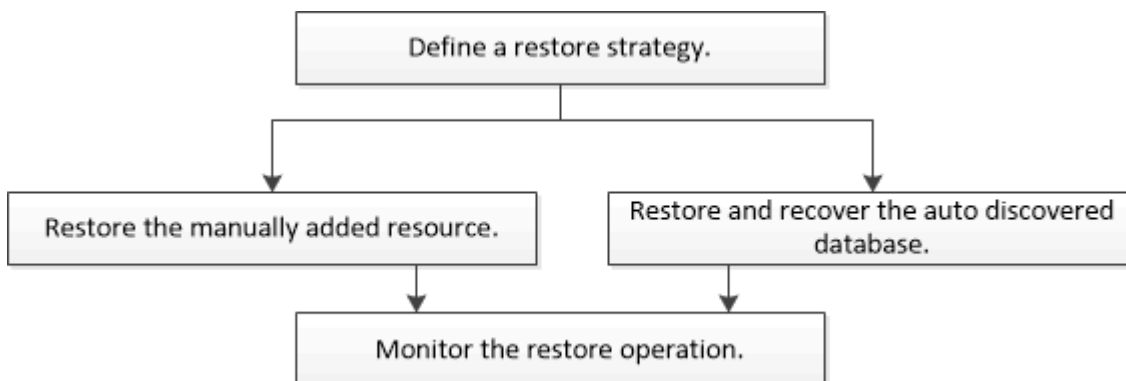 Define a restore strategy.
Restore the manually added resource.
Restore and recover the auto discovered
database.
Monitor the restore operation.